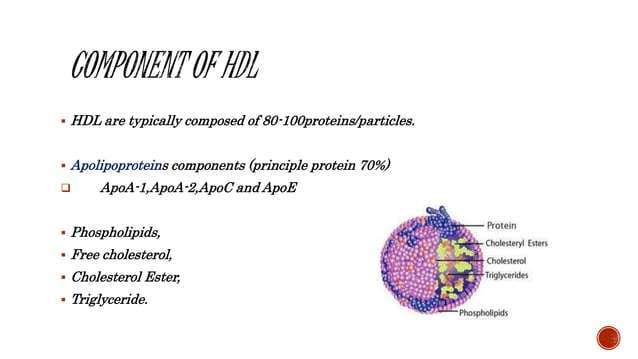 COMPONENT OF HDL
▪ HDL are typically composed of 80-100proteins/particles.
▪ Apolipoproteins components (principle protein 70%)
❑ ApoA-1,ApoA-2,ApoC and ApoE
▪ Phospholipids,
▪ Free cholesterol,
▪ Cholesterol Ester,
▪ Triglyceride.
Protein
Cholesteryl Esters
Cholesterol
Triglycerides
Phospholipids